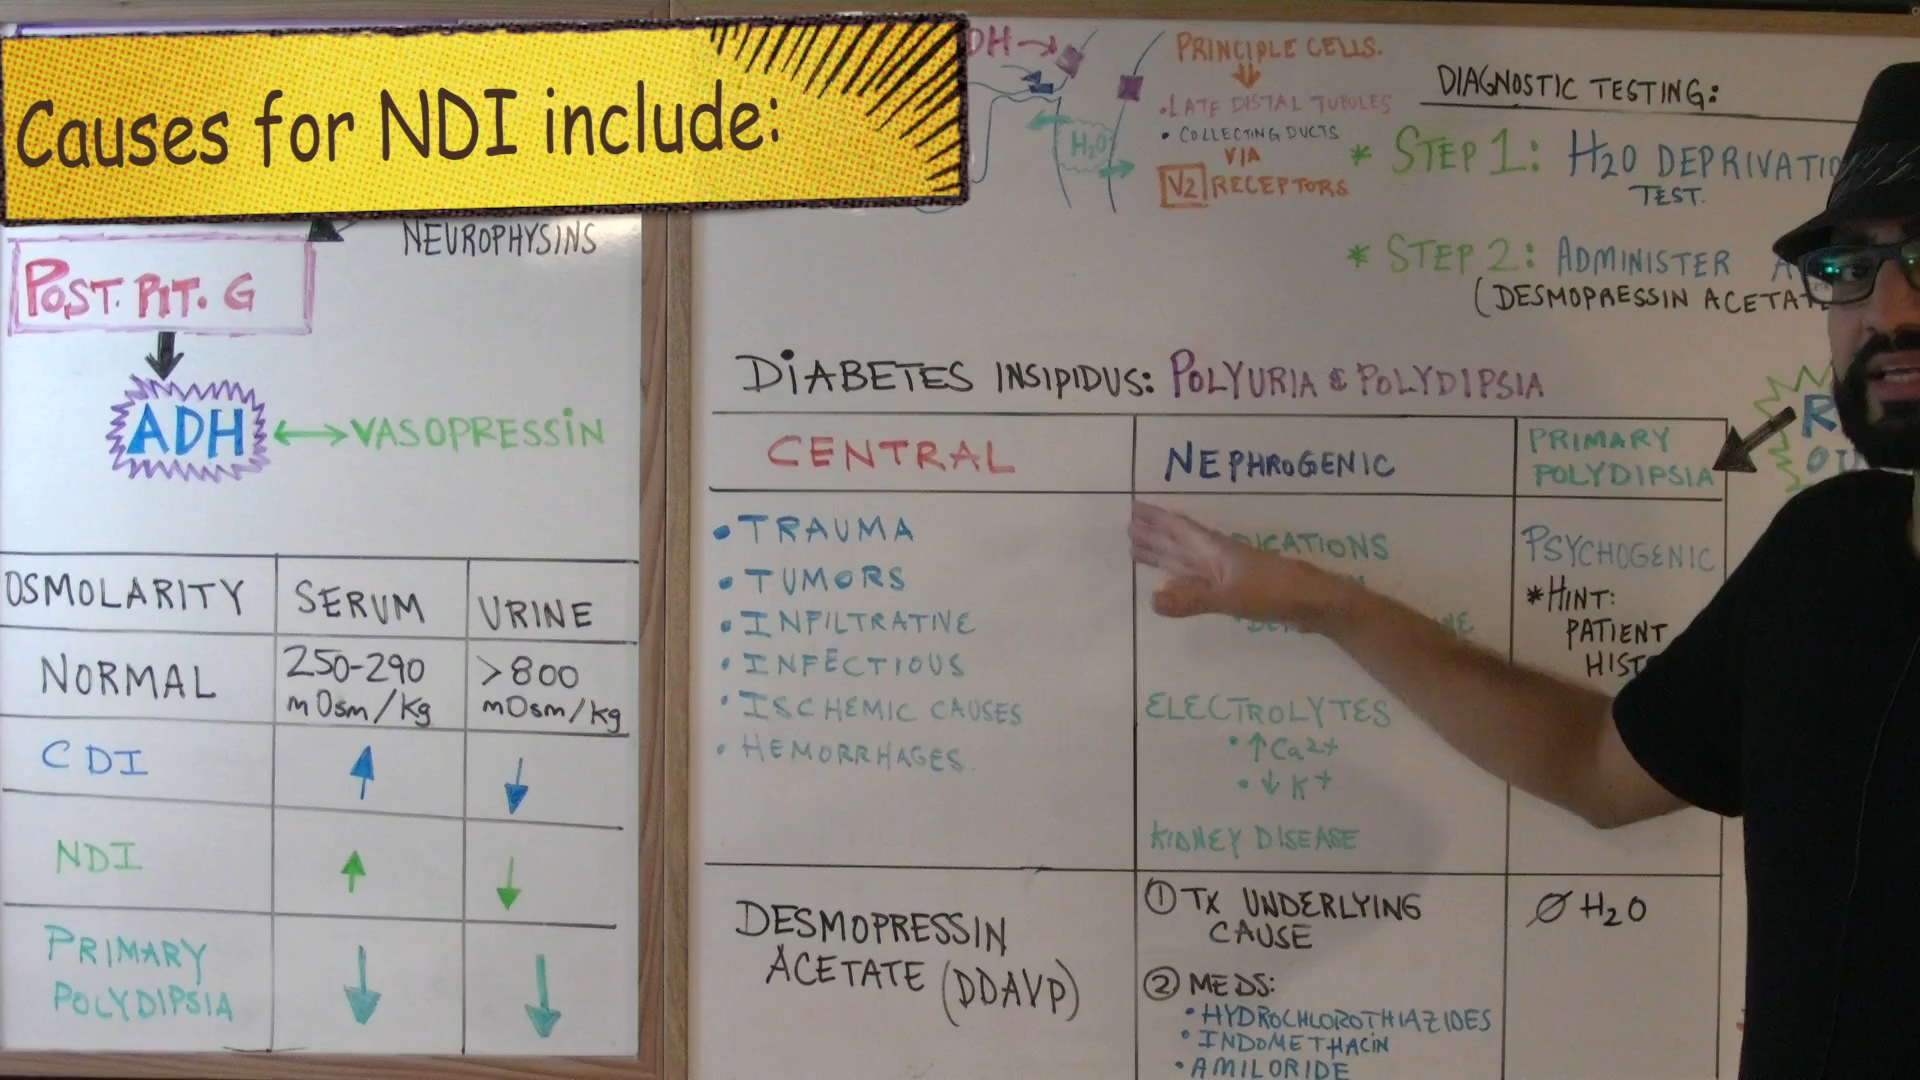 Causes for NDI include:
NEUROPHYSINS
POST. PIT. G
ADH
VASOPRESSIN
OSMOLARITY SERUM URINE
NORMAL 250-290 mOsm/kg >800 mOsm/kg
CDI ↑ ↓
NDI ↑ ↓
PRIMARY POLYDIPSIA ↓ ↓
PRINCIPLE CELLS.
• LATE DISTAL TUBULES
• COLLECTING DUCTS
VIA
V2 RECEPTORS
H2O
DIAGNOSTIC TESTING:
* STEP 1: H2O
TEST.
* STEP 2: ADMINISTER
(DESMOPRESSIN
DIABETES INSIPIDUS: POLYURIA & POLYDIPSIA
CENTRAL
• TRAUMA
• TUMORS
• INFILTRATIVE
• INFECTIOUS
• ISCHEMIC CAUSES
• HEMORRHAGES.
DESMOPRESSIN
ACETATE (DDAVP)
NEPHROGENIC
ELECTROLYTES
• ↑ Ca2+
• ↓ K+
KIDNEY DISEASE
① TX UNDERLYING
CAUSE
② MEDS:
• HYDROCHLOROTHIAZIDES
• INDOMETHACIN
• AMILORIDE
PRIMARY
POLYDIPSIA
PSYCHOGENIC
* HINT:
PATIENT
Ø H2O